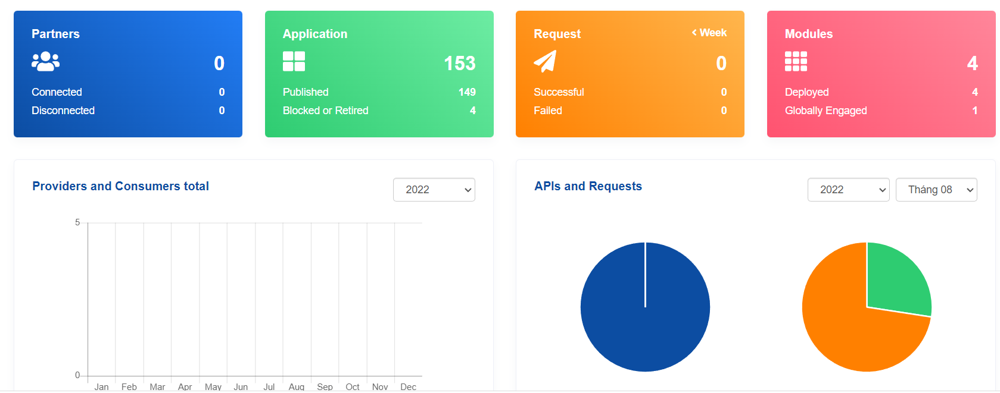 Partners
0
Connected 0
Disconnected 0
Application
153
Published 149
Blocked or Retired 4
Request Week
0
Successful 0
Failed 0
Modules
4
Deployed 4
Globally Engaged 1
Providers and Consumers total 2022
5
0
Jan Feb Mar Apr May Jun Jul Aug Sep Oct Nov Dec
APIs and Requests 2022 Tháng 08